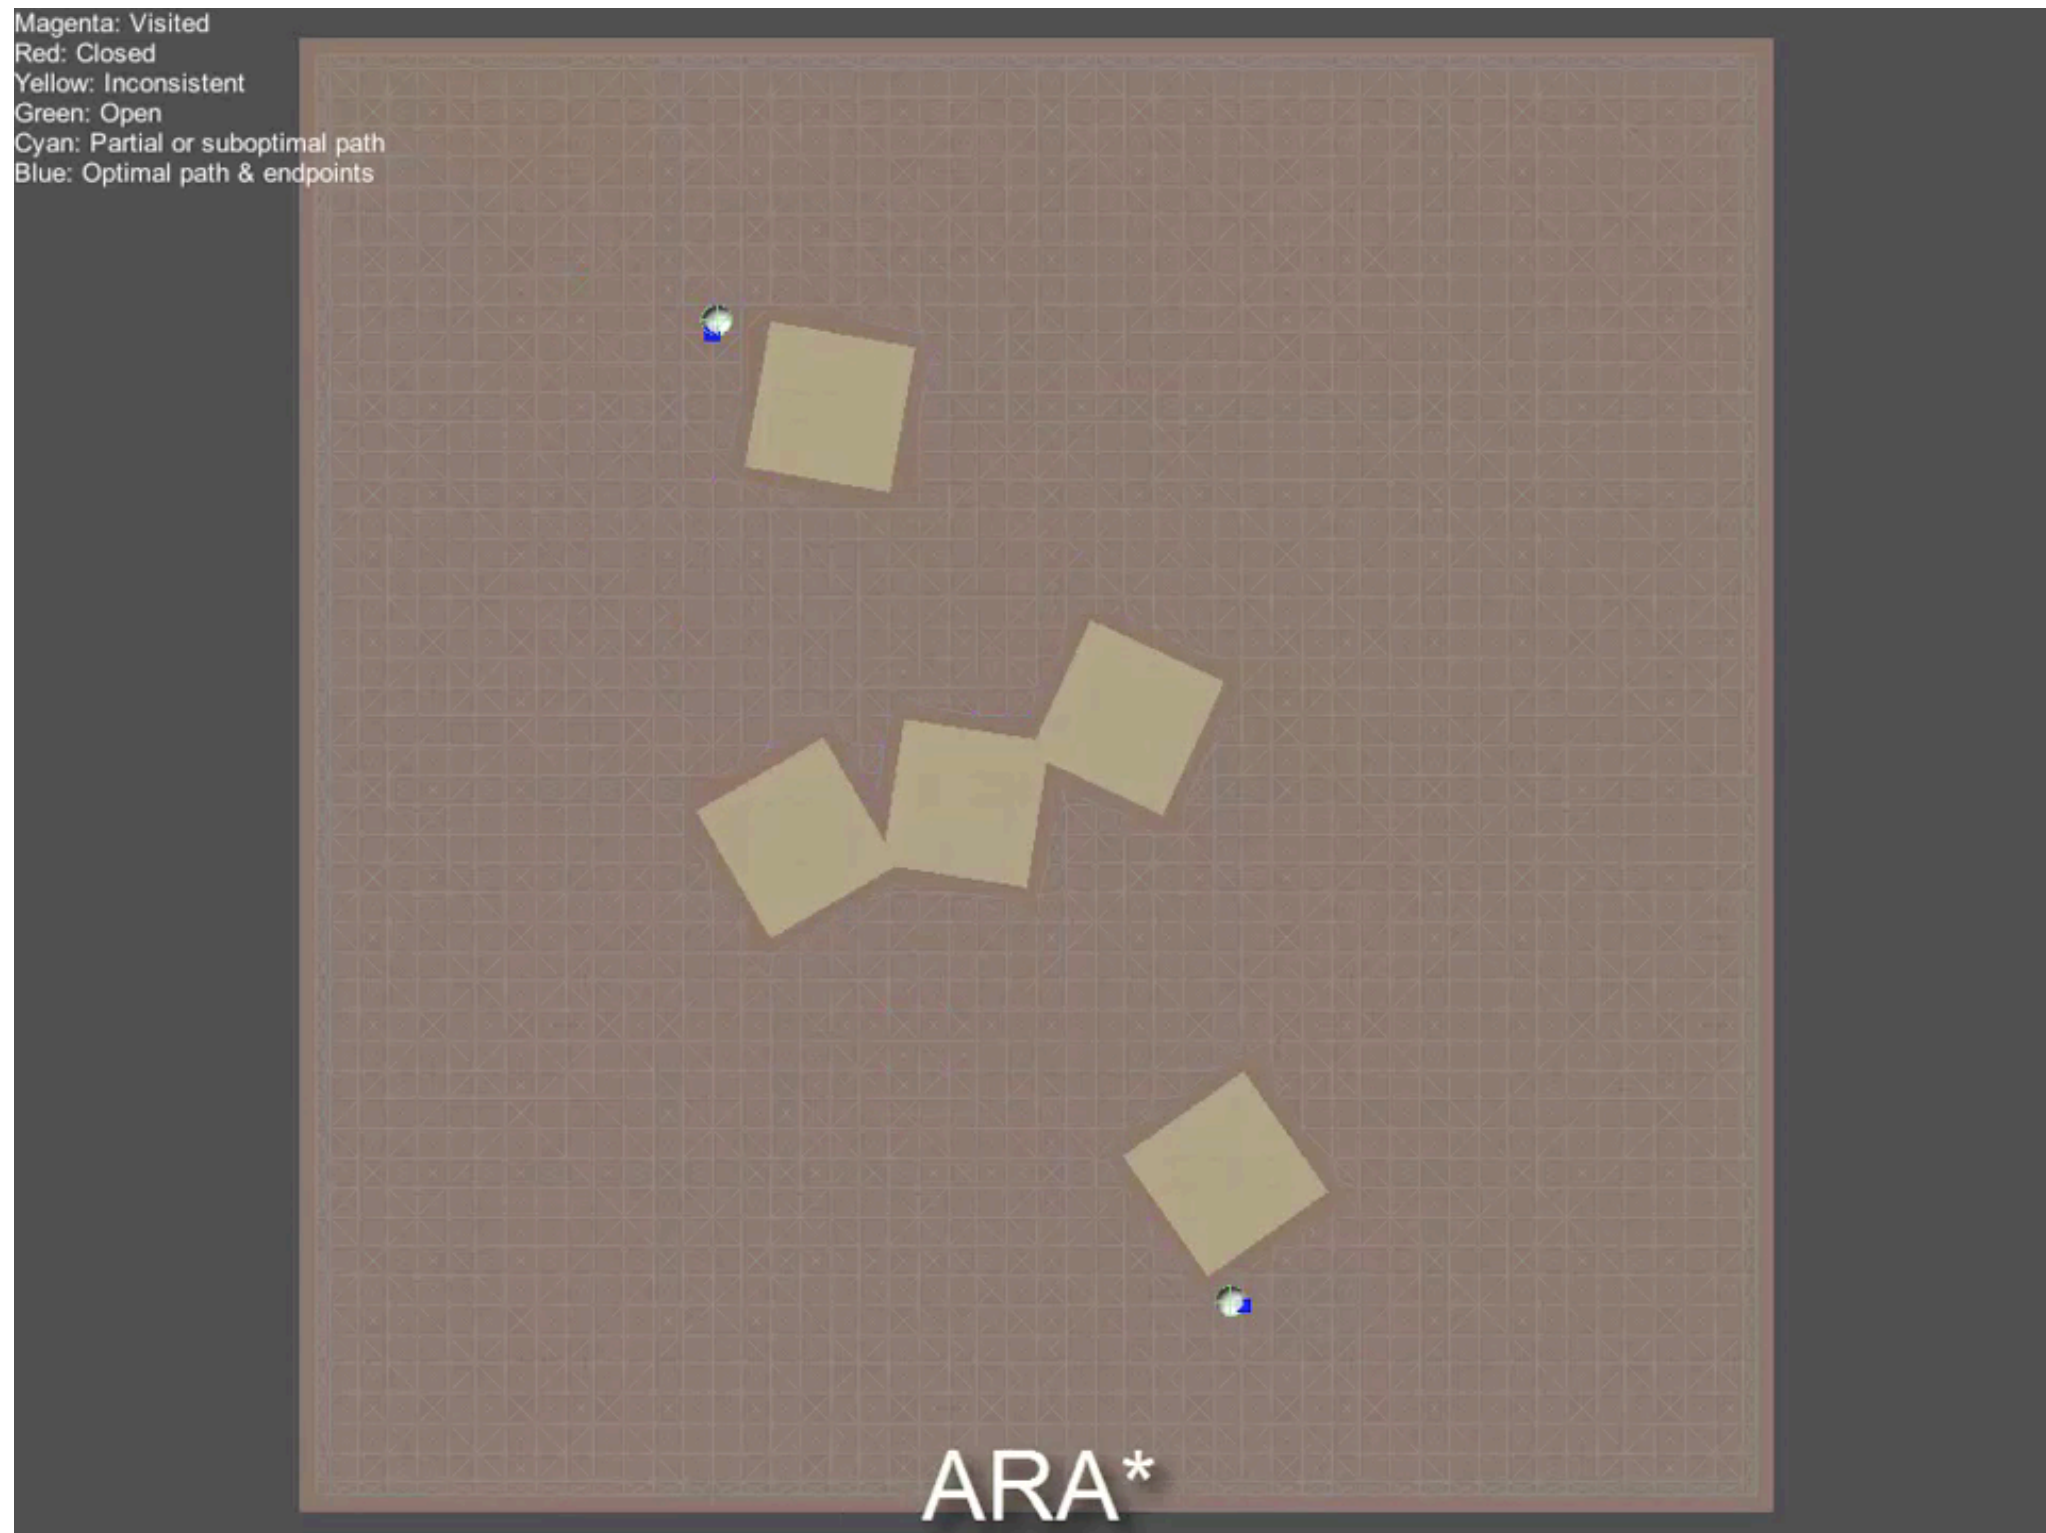 Magenta: Visited
Red: Closed
Yellow: Inconsistent
Green: Open
Cyan: Partial or suboptimal path
Blue: Optimal path & endpoints
ARA*